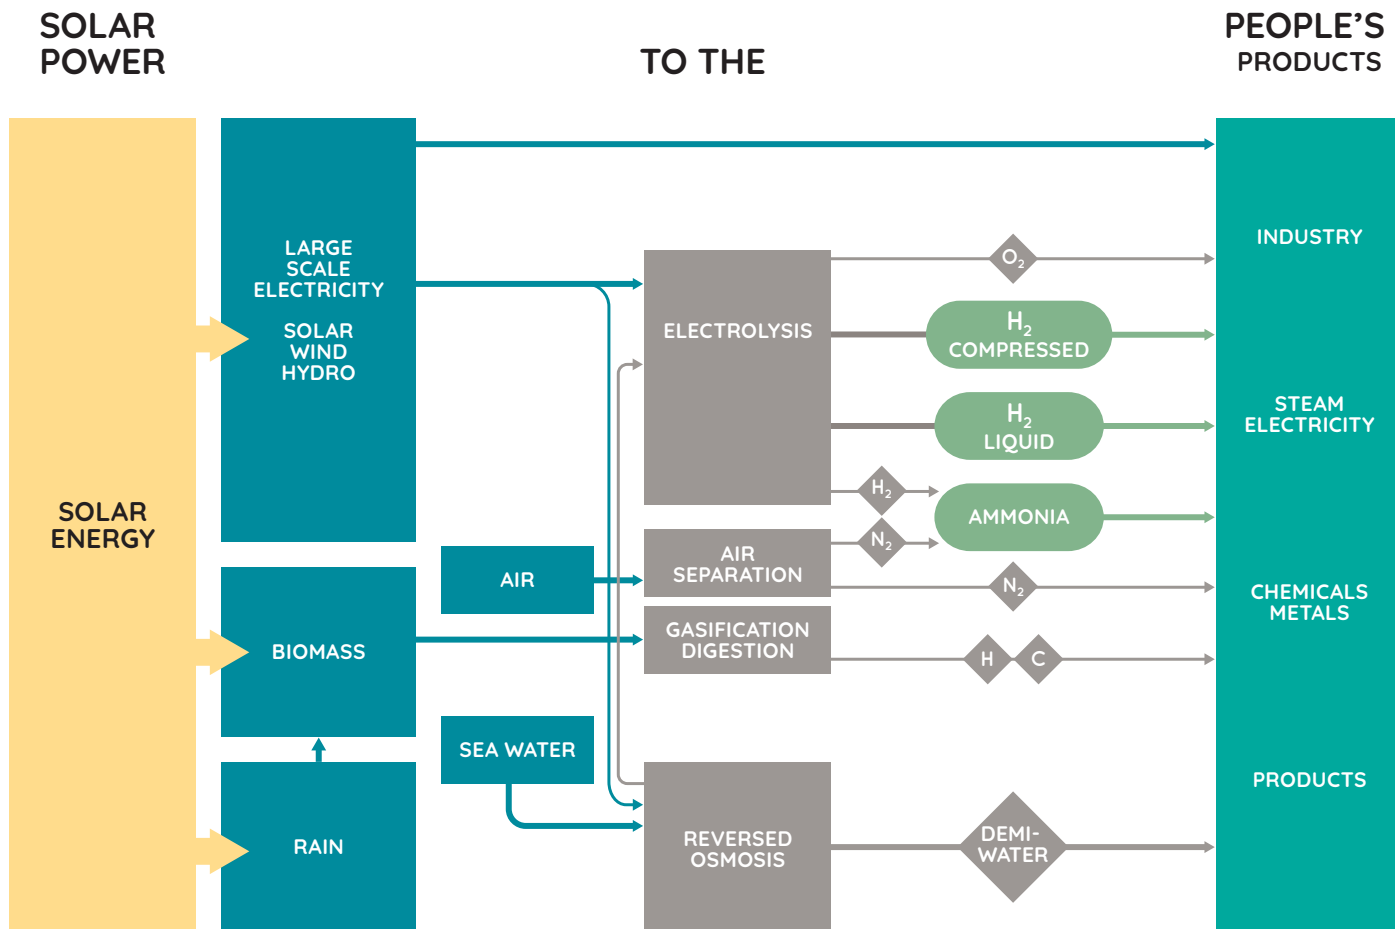 SOLAR
POWER
TO THE
PEOPLE'S
PRODUCTS
SOLAR
ENERGY
LARGE
SCALE
ELECTRICITY
SOLAR
WIND
HYDRO
BIOMASS
RAIN
AIR
SEA WATER
ELECTROLYSIS
AIR
SEPARATION
GASIFICATION
DIGESTION
REVERSED
OSMOSIS
O₂
H₂
COMPRESSED
H₂
LIQUID
H₂
AMMONIA
N₂
N₂
H C
DEMI-
WATER
INDUSTRY
STEAM
ELECTRICITY
CHEMICALS
METALS
PRODUCTS